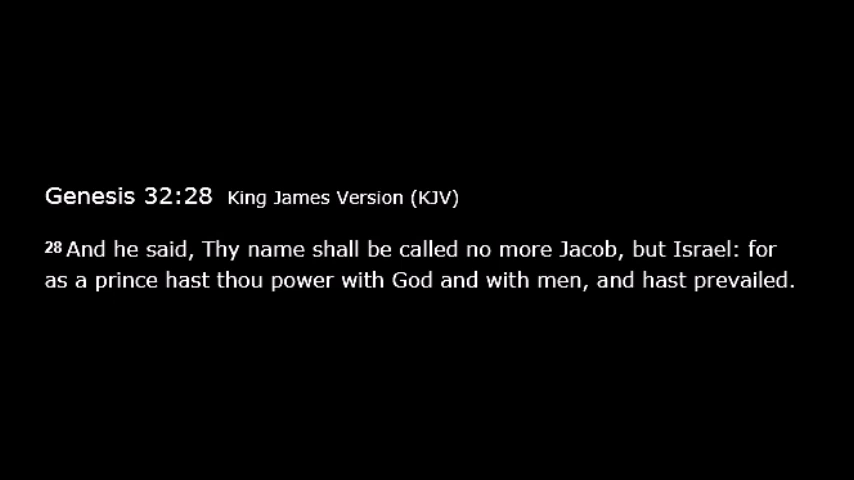 Genesis 32:28 King James Version (KJV)
28 And he said, Thy name shall be called no more Jacob, but Israel: for
as a prince hast thou power with God and with men, and hast prevailed.